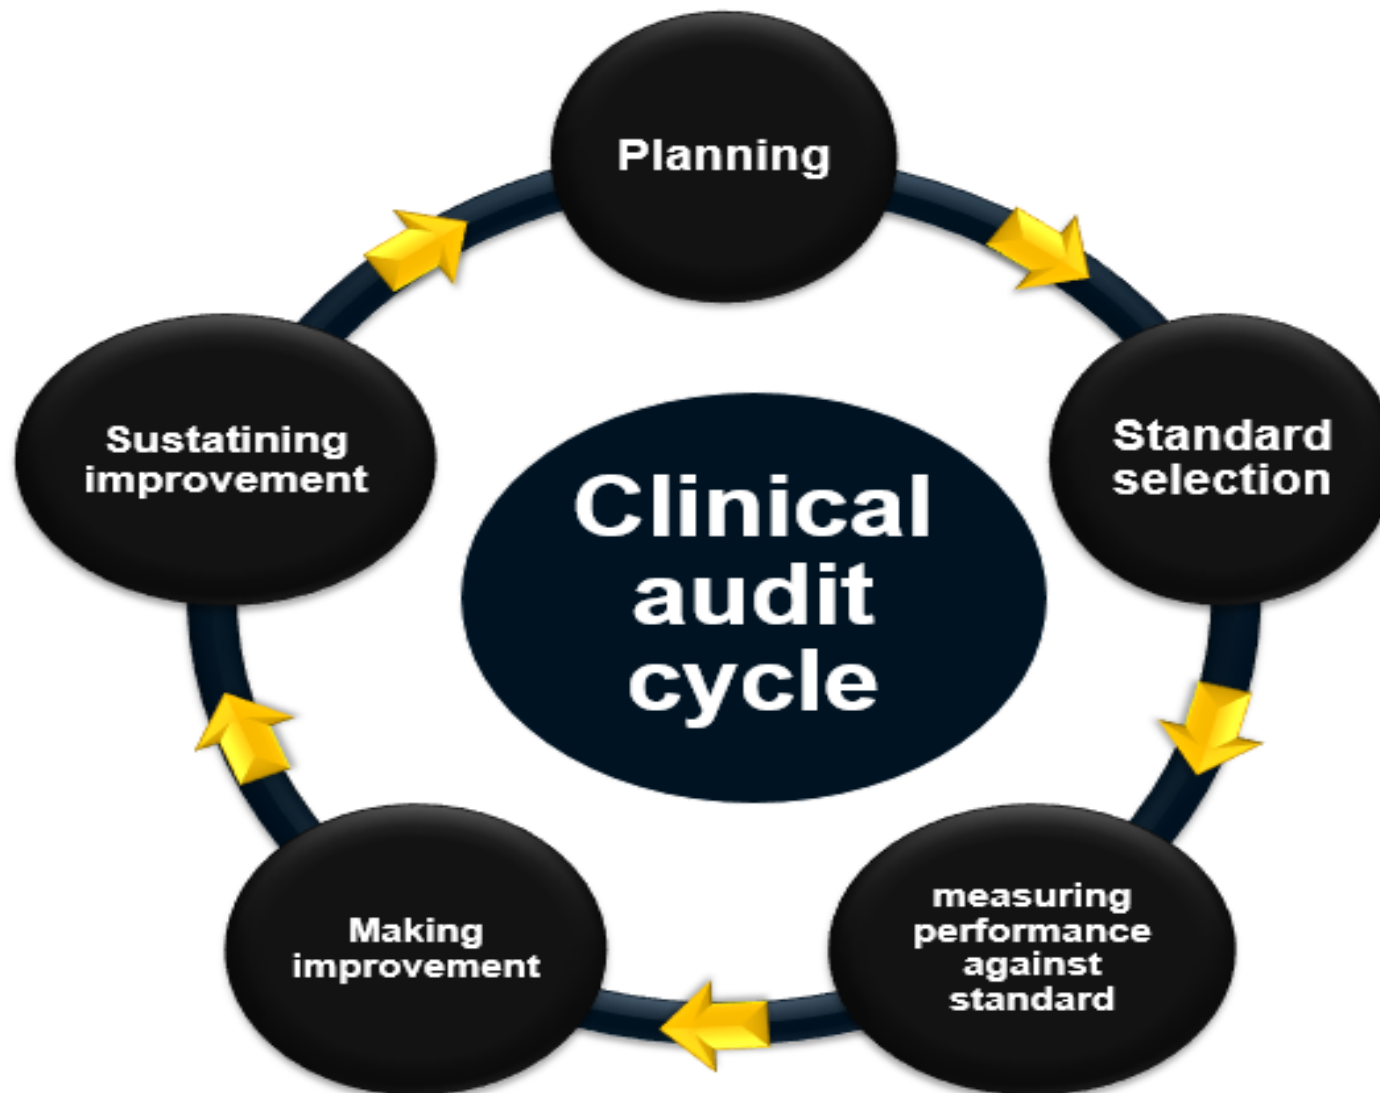 Planning
Standard
selection
measuring
performance
against
standard
Making
improvement
Sustatining
improvement
Clinical
audit
cycle